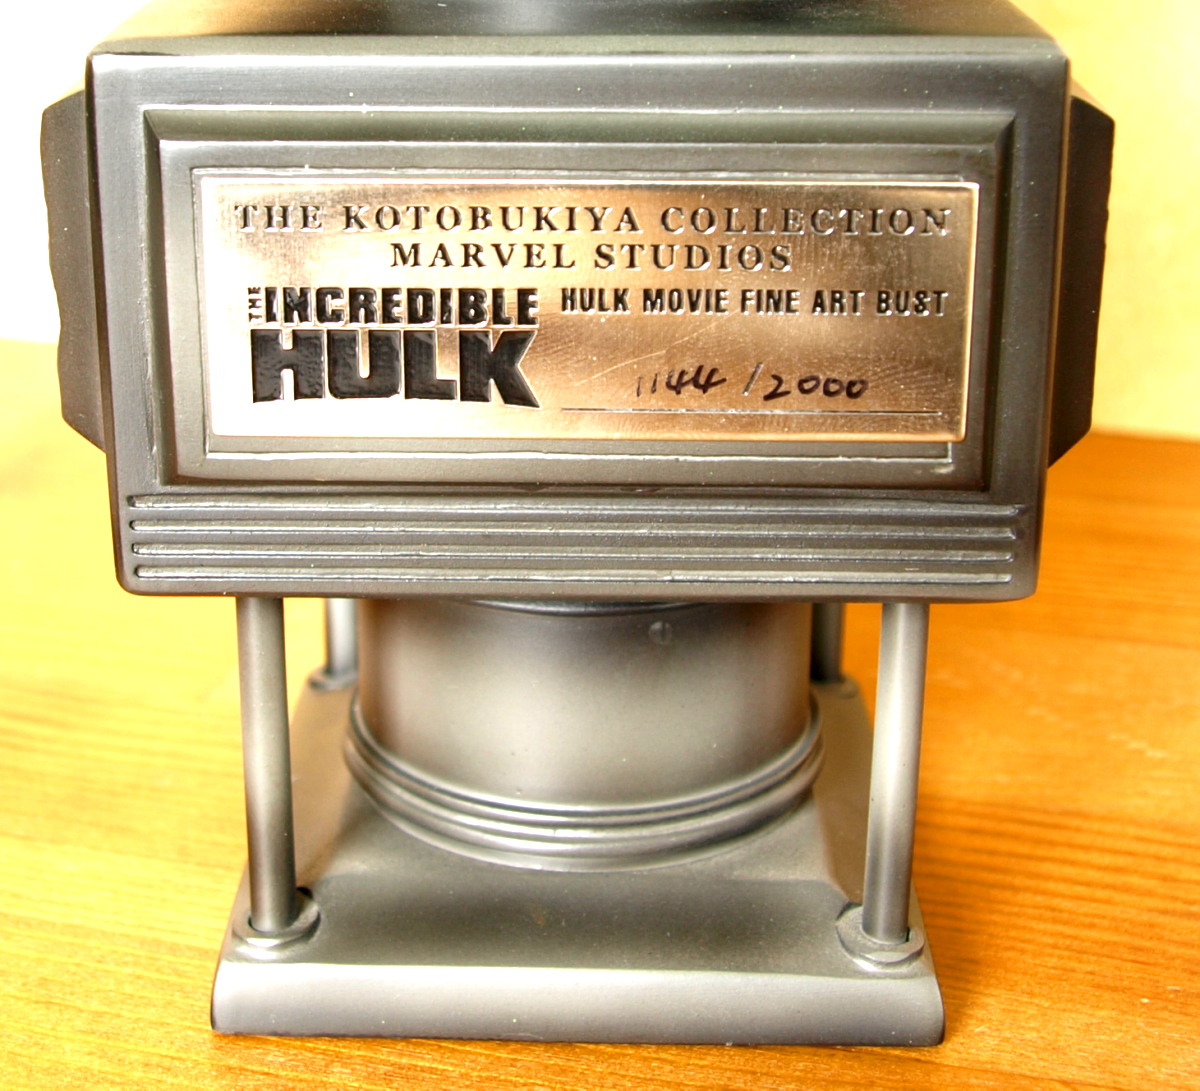 THE KOTOBUKIYA COLLECTION
MARVEL STUDIOS
THE INCREDIBLE HULK
HULK MOVIE FINE ART BUST
1144 / 2000